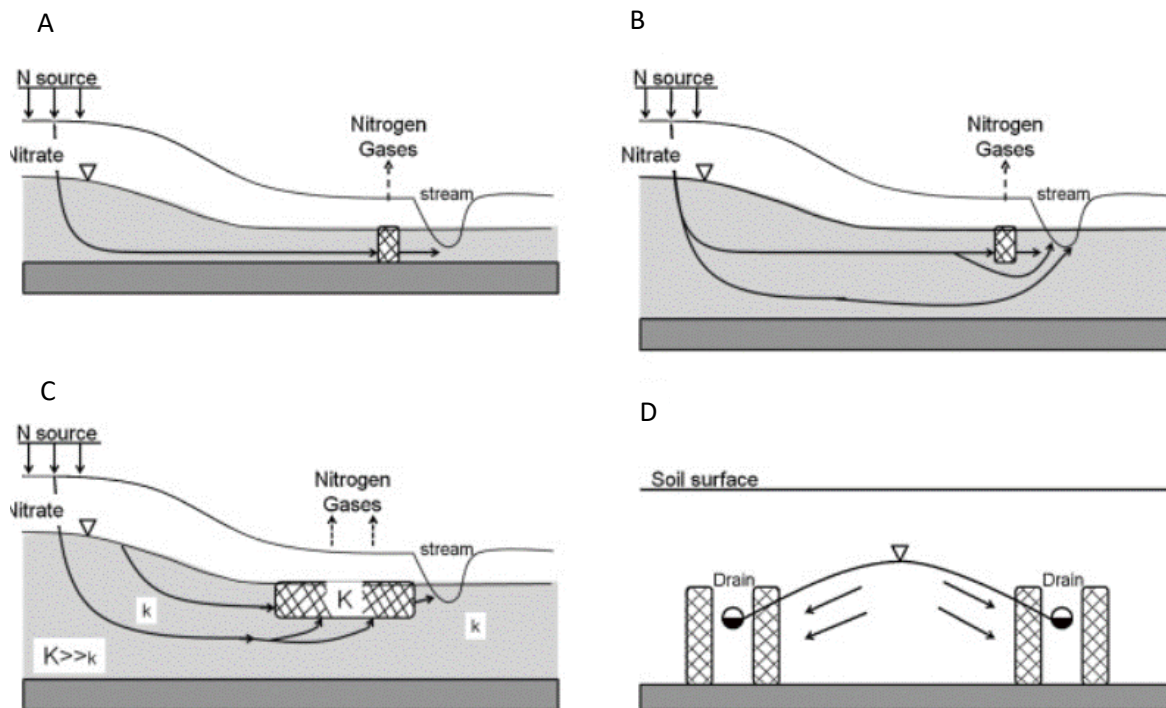 A
N source
Nitrate
Nitrogen
Gases
stream
B
N source
Nitrate
Nitrogen
Gases
stream
C
N source
Nitrate
Nitrogen
Gases
stream
k
K
k
K>>k
D
Soil surface
Drain
Drain